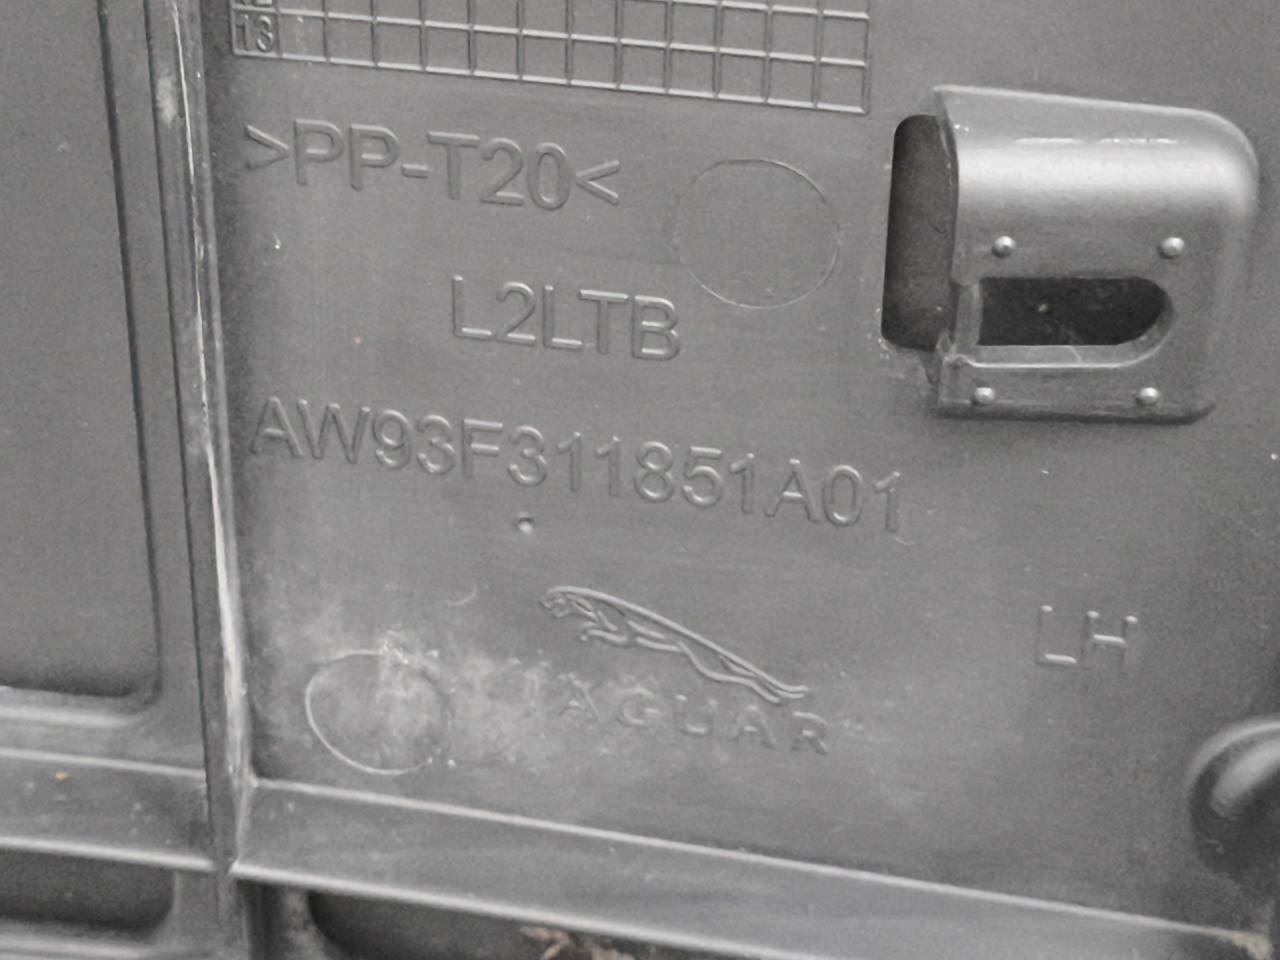 13
>PP-T20<
L2LTB
AW93F311851A01
LH
JAGUAR